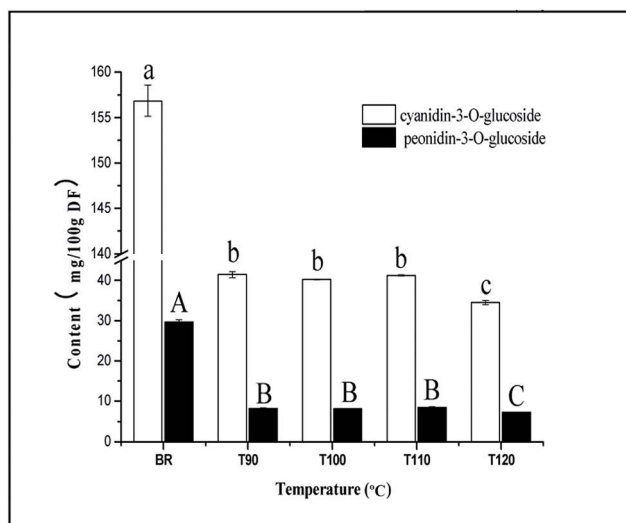 160
155
150
145
140
40
30
20
10
0
Content ( mg/100g DF)
a
A
b
B
b
B
b
B
c
C
cyanidin-3-O-glucoside
peonidin-3-O-glucoside
BR T90 T100 T110 T120
Temperature (°C)